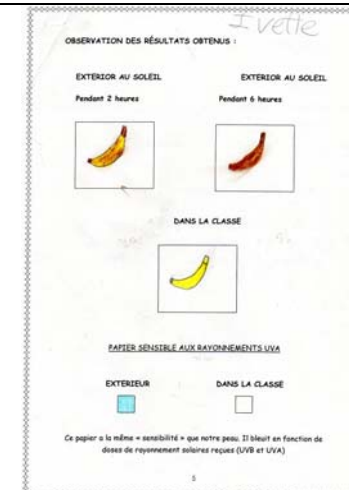 Ivette
OBSERVATION DES RÉSULTATS OBTENUS :
EXTERIOR AU SOLEIL EXTERIOR AU SOLEIL
Pendant 2 heures Pendant 6 heures
DANS LA CLASSE
PAPIER SENSIBLE AUX RAYONNEMENTS UVA
EXTERIEUR DANS LA CLASSE
Ce papier a la même « sensibilité » que notre peau. Il bleuit en fonction de
doses de rayonnement solaires reçues (UVB et UVA)
5